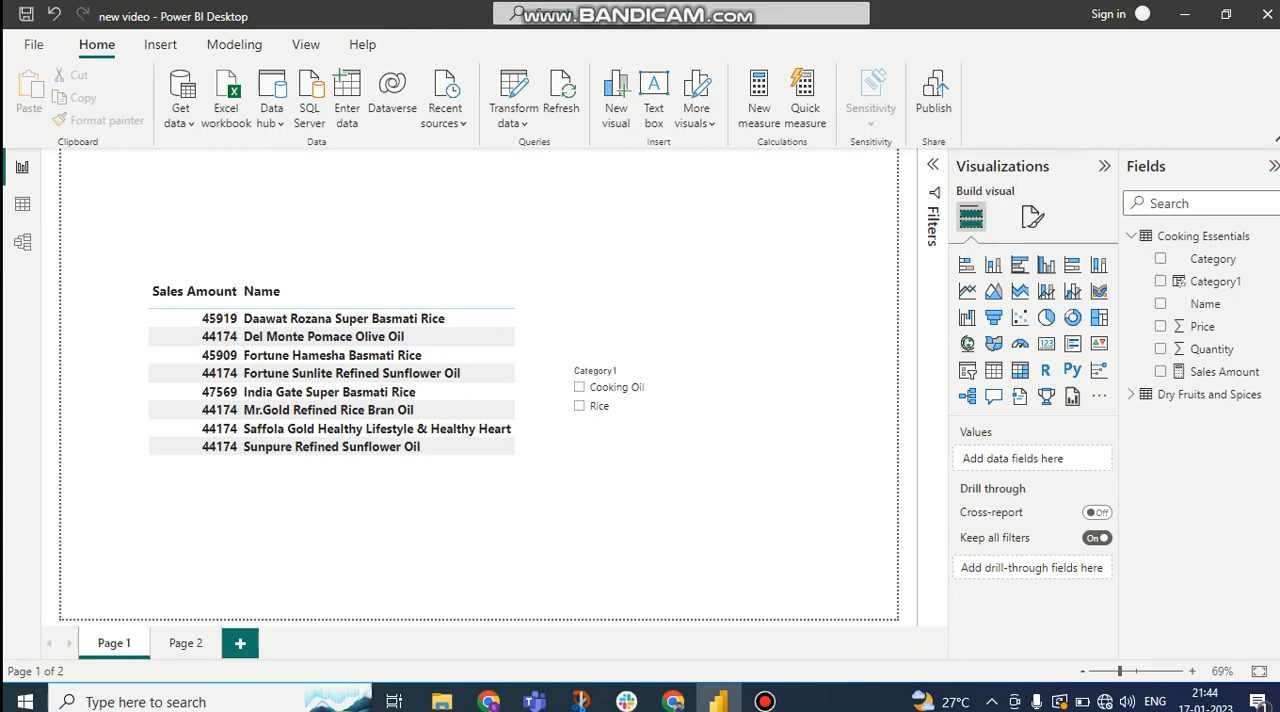 new video - Power BI Desktop
www.BANDICAM.com
Sign in
File
Home
Insert
Modeling
View
Help
Paste
Cut
Copy
Format painter
Clipboard
Get data
Excel workbook
Data hub
SQL Server
Enter data
Dataverse
Recent sources
Data
Transform data
Refresh
Queries
New visual
Text box
More visuals
Insert
New measure
Quick measure
Calculations
Sensitivity
Sensitivity
Publish
Share
Sales Amount Name
45919 Daawat Rozana Super Basmati Rice
44174 Del Monte Pomace Olive Oil
45909 Fortune Hamesha Basmati Rice
44174 Fortune Sunlite Refined Sunflower Oil
47569 India Gate Super Basmati Rice
44174 Mr.Gold Refined Rice Bran Oil
44174 Saffola Gold Healthy Lifestyle & Healthy Heart
44174 Sunpure Refined Sunflower Oil
Category1
Cooking Oil
Rice
Filters
Visualizations
Build visual
123
R
Py
Values
Add data fields here
Drill through
Cross-report
Off
Keep all filters
On
Add drill-through fields here
Fields
Search
Cooking Essentials
Category
Category1
Name
Price
Quantity
Sales Amount
Dry Fruits and Spices
Page 1
Page 2
Page 1 of 2
69%
Type here to search
27°C
ENG
21:44
17-01-2023